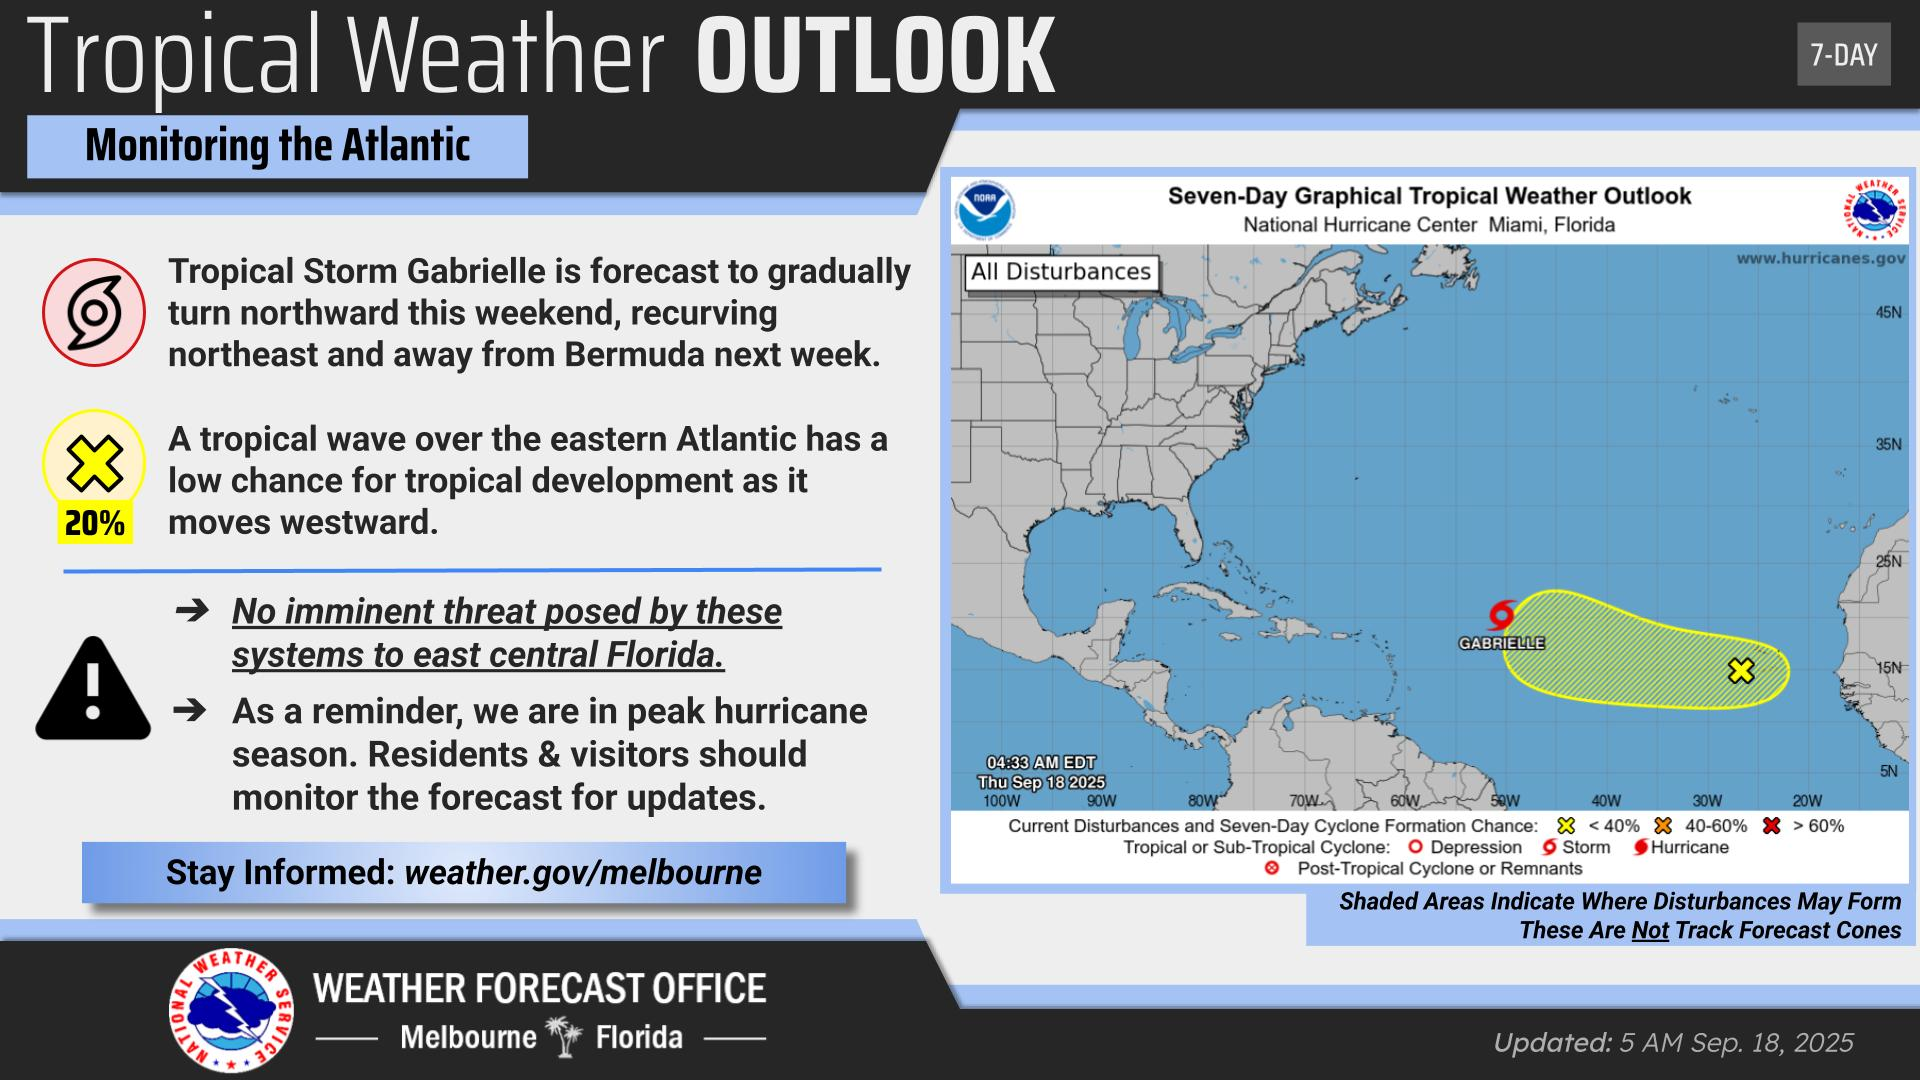 Tropical Weather OUTLOOK
7-DAY
Monitoring the Atlantic
Tropical Storm Gabrielle is forecast to gradually
turn northward this weekend, recurving
northeast and away from Bermuda next week.
20%
A tropical wave over the eastern Atlantic has a
low chance for tropical development as it
moves westward.
➔ No imminent threat posed by these
systems to east central Florida.
➔ As a reminder, we are in peak hurricane
season. Residents & visitors should
monitor the forecast for updates.
Stay Informed: weather.gov/melbourne
NATIONAL WEATHER SERVICE
WEATHER FORECAST OFFICE
Melbourne Florida
NOAA
Seven-Day Graphical Tropical Weather Outlook
National Hurricane Center Miami, Florida
NATIONAL WEATHER SERVICE
All Disturbances
www.hurricanes.gov
45N
35N
25N
15N
5N
GABRIELLE
04:33 AM EDT
Thu Sep 18 2025
100W 90W 80W 70W 60W 50W 40W 30W 20W
Current Disturbances and Seven-Day Cyclone Formation Chance: < 40% 40-60% > 60%
Tropical or Sub-Tropical Cyclone: Depression Storm Hurricane
Post-Tropical Cyclone or Remnants
Shaded Areas Indicate Where Disturbances May Form
These Are Not Track Forecast Cones
Updated: 5 AM Sep. 18, 2025